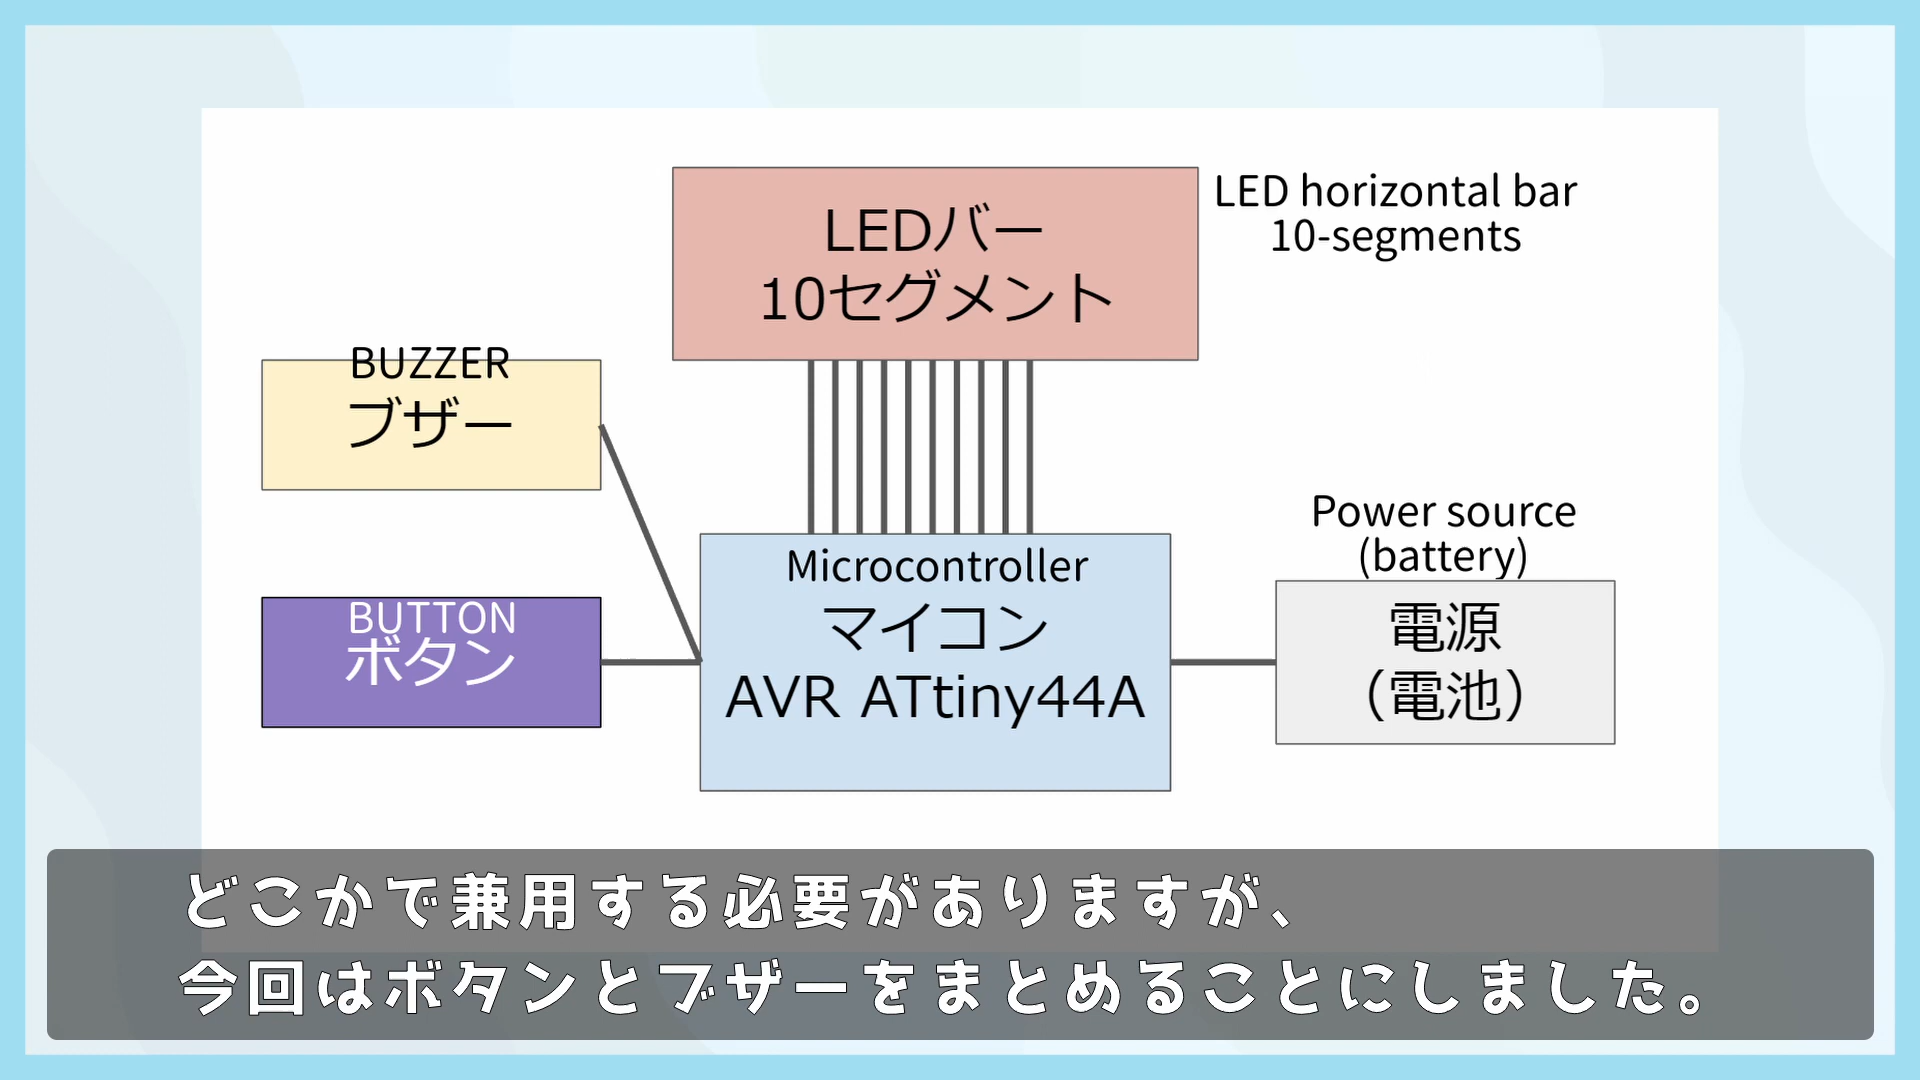 LEDバー
10セグメント
LED horizontal bar
10-segments
BUZZER
ブザー
BUTTON
ボタン
Microcontroller
マイコン
AVR ATtiny44A
Power source
(battery)
電源
(電池)
どこかで兼用する必要がありますが、
今回はボタンとブザーをまとめることにしました。